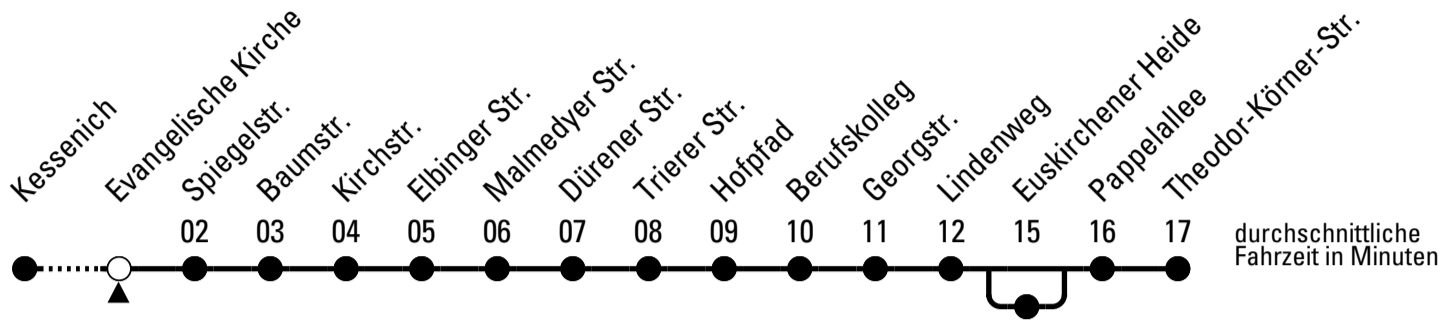 Kessenich
Evangelische Kirche
Spiegelstr.
Baumstr.
Kirchstr.
Elbinger Str.
Malmedyer Str.
Dürener Str.
Trierer Str.
Hofpfad
Berufskolleg
Georgstr.
Lindenweg
Euskirchener Heide
Pappelallee
Theodor-Körner-Str.
02 03 04 05 06 07 08 09 10 11 12 15 16 17
durchschnittliche
Fahrzeit in Minuten